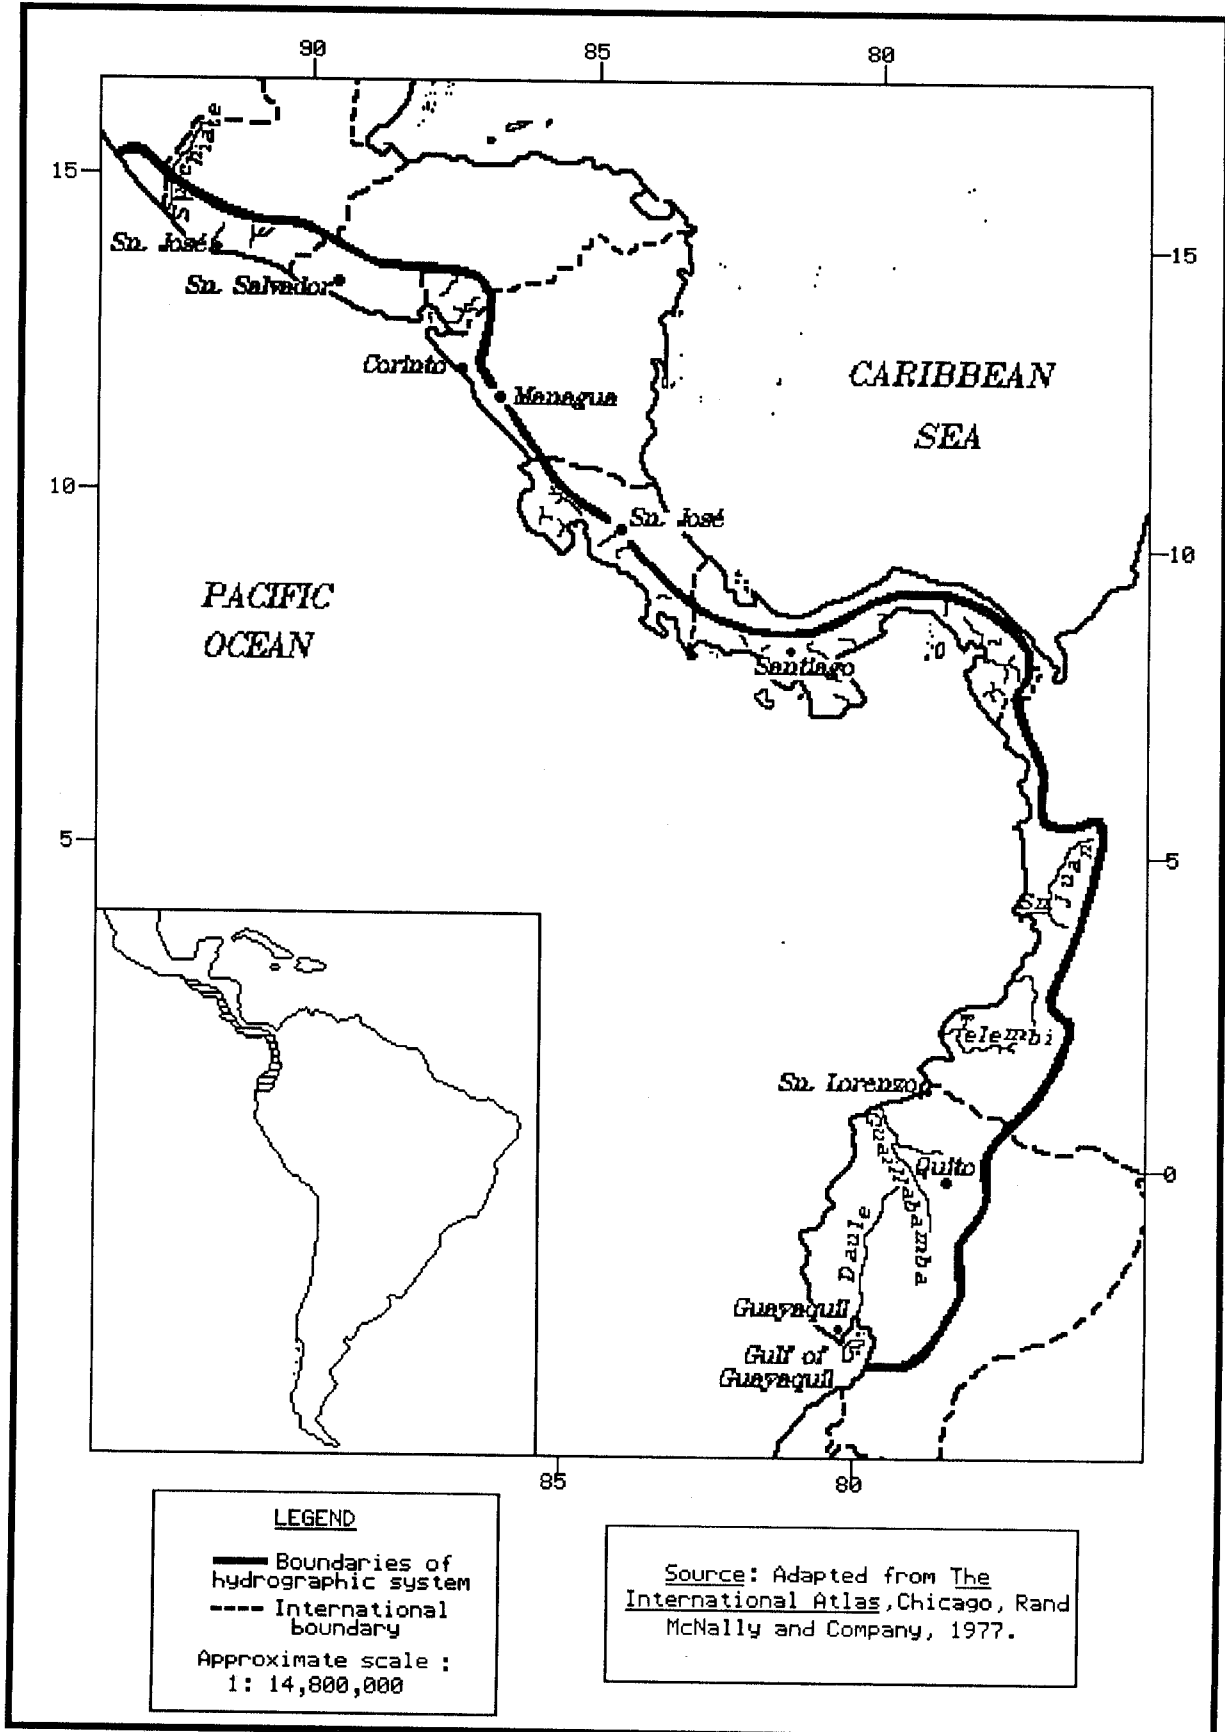 90
85
80
15
Suchiate
Sn. José
Sn. Salvador
15
Corinto
Managua
CARIBBEAN
SEA
10
Sn. José
10
PACIFIC
OCEAN
Santiago
5
5
Sn Juan
Telembi
Sn. Lorenzo
Guaillabamba
Quito
0
Daule
Guayaquil
Gulf of
Guayaquil
85
80
LEGEND
Boundaries of
hydrographic system
International
boundary
Approximate scale :
1: 14,800,000
Source: Adapted from The
International Atlas,Chicago, Rand
McNally and Company, 1977.